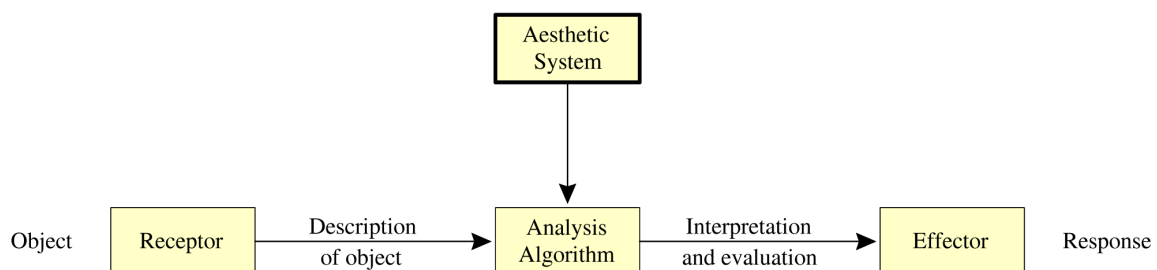 Aesthetic
System
Object
Receptor
Description
of object
Analysis
Algorithm
Interpretation
and evaluation
Effector
Response